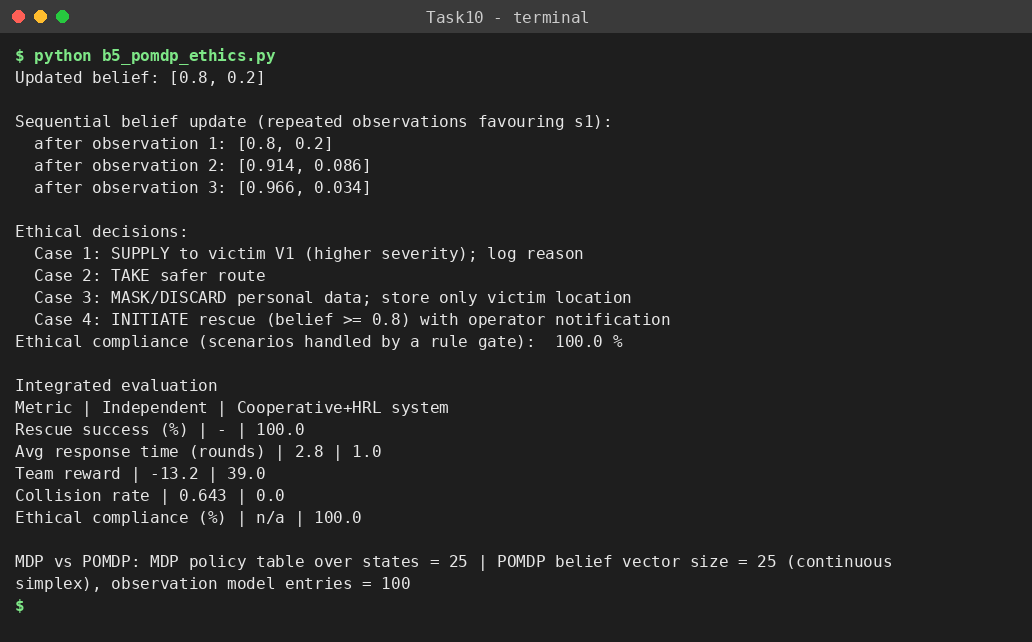 Task10 - terminal
$ python b5_pomdp_ethics.py
Updated belief: [0.8, 0.2]
Sequential belief update (repeated observations favouring s1):
after observation 1: [0.8, 0.2]
after observation 2: [0.914, 0.086]
after observation 3: [0.966, 0.034]
Ethical decisions:
Case 1: SUPPLY to victim V1 (higher severity); log reason
Case 2: TAKE safer route
Case 3: MASK/DISCARD personal data; store only victim location
Case 4: INITIATE rescue (belief >= 0.8) with operator notification
Ethical compliance (scenarios handled by a rule gate):  100.0 %
Integrated evaluation
Metric | Independent | Cooperative+HRL system
Rescue success (%) | - | 100.0
Avg response time (rounds) | 2.8 | 1.0
Team reward | -13.2 | 39.0
Collision rate | 0.643 | 0.0
Ethical compliance (%) | n/a | 100.0
MDP vs POMDP: MDP policy table over states = 25 | POMDP belief vector size = 25 (continuous
simplex), observation model entries = 100
$